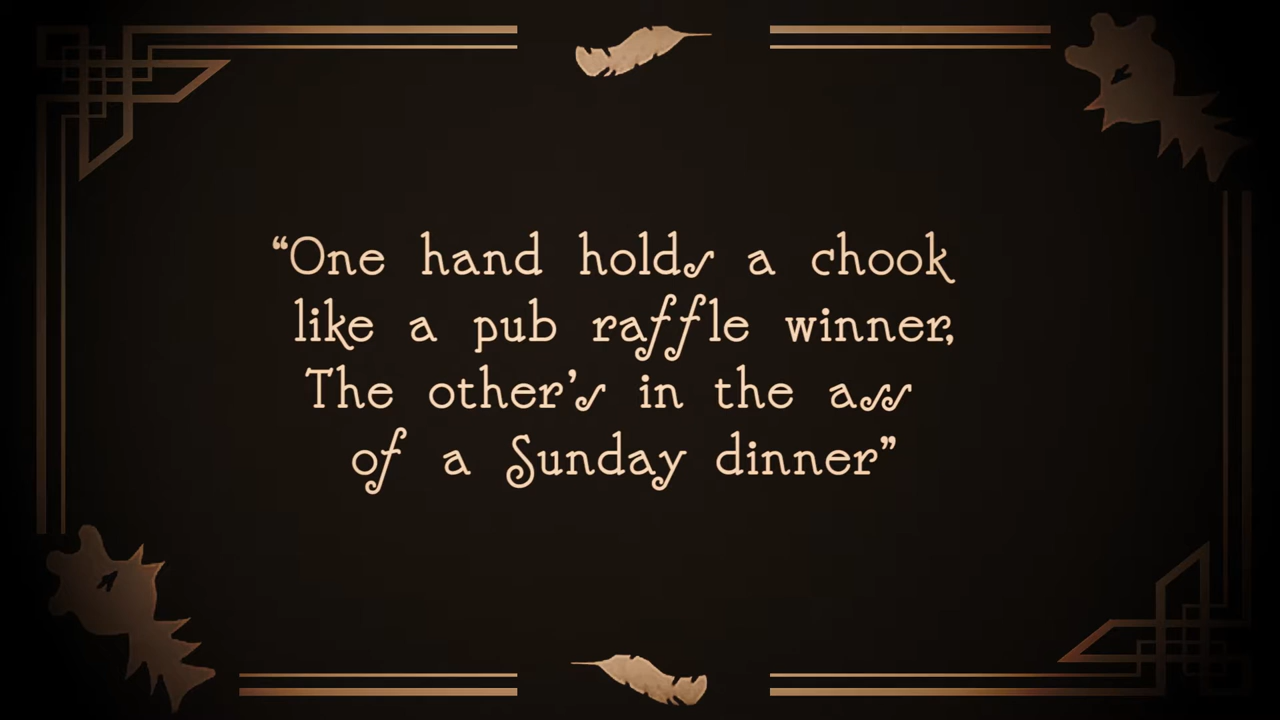 “One hand holds a chook
like a pub raffle winner,
The other’s in the ass
of a Sunday dinner”